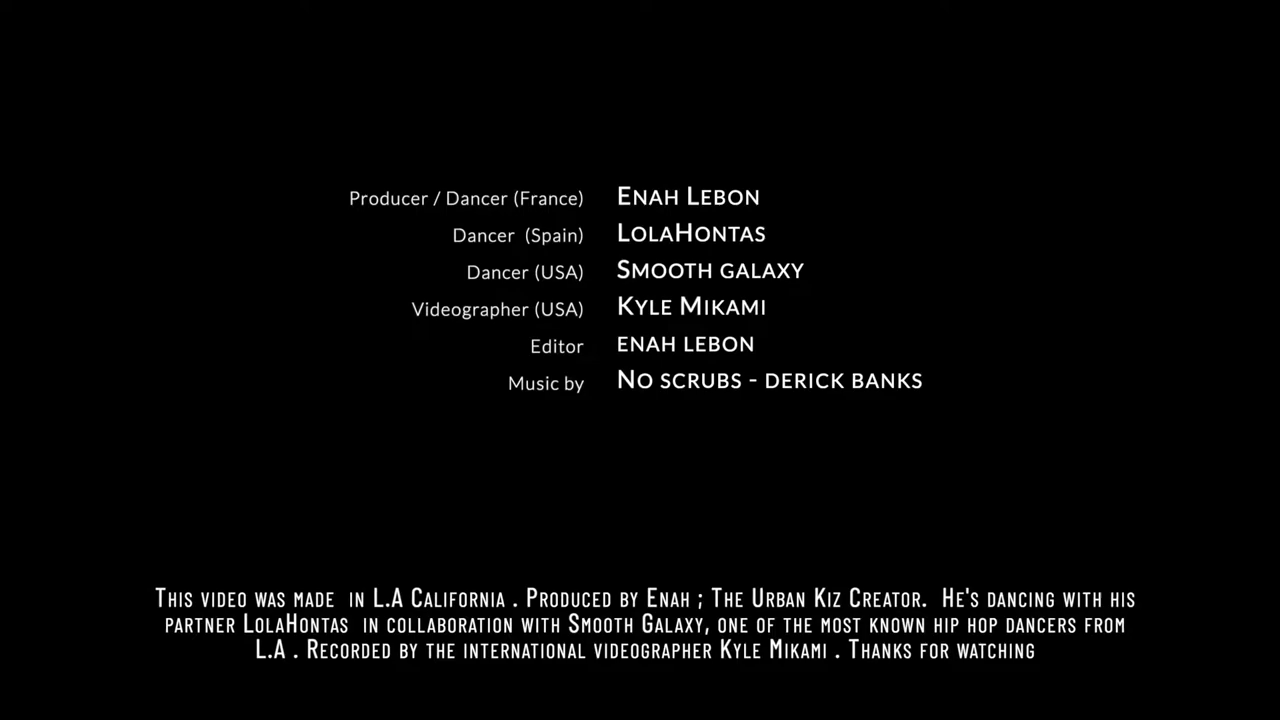 Producer / Dancer (France) Enah Lebon
Dancer (Spain) LolaHontas
Dancer (USA) Smooth galaxy
Videographer (USA) Kyle Mikami
Editor enah lebon
Music by No scrubs - derick banks
This video was made in L.A California . Produced by Enah ; The Urban Kiz Creator. He's dancing with his
partner LolaHontas in collaboration with Smooth Galaxy, one of the most known hip hop dancers from
L.A . Recorded by the international videographer Kyle Mikami . Thanks for watching